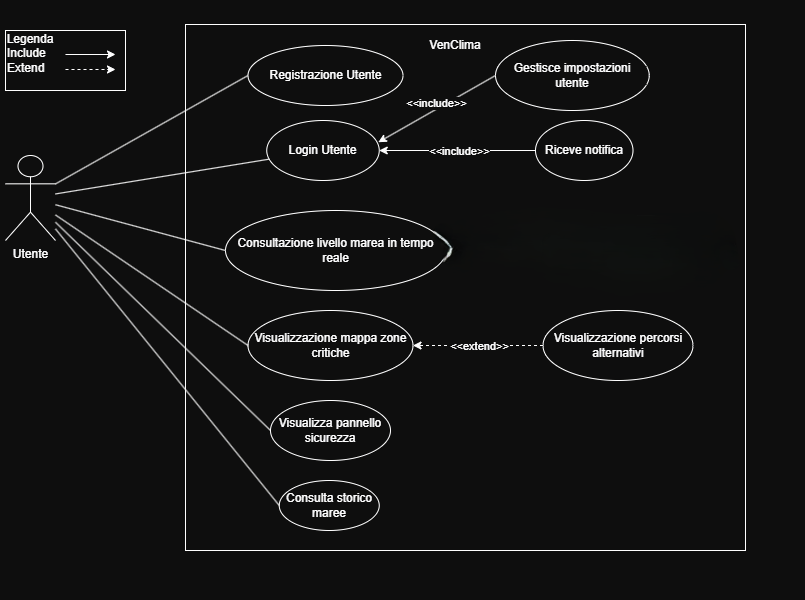 Legenda
Include
Extend
VenClima
Registrazione Utente
Gestisce impostazioni
utente
<<include>>
Login Utente
<<include>>
Riceve notifica
Utente
Consultazione livello marea in tempo
reale
Visualizzazione mappa zone
critiche
<<extend>>
Visualizzazione percorsi
alternativi
Visualizza pannello
sicurezza
Consulta storico
maree